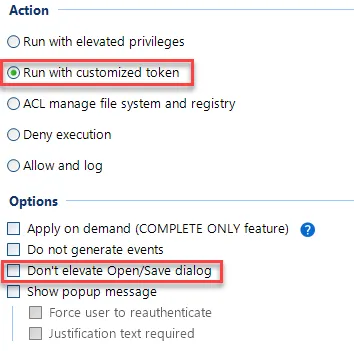 Action
Run with elevated privileges
Run with customized token
ACL manage file system and registry
Deny execution
Allow and log
Options
Apply on demand (COMPLETE ONLY feature) ?
Do not generate events
Don't elevate Open/Save dialog
Show popup message
Force user to reauthenticate
Justification text required